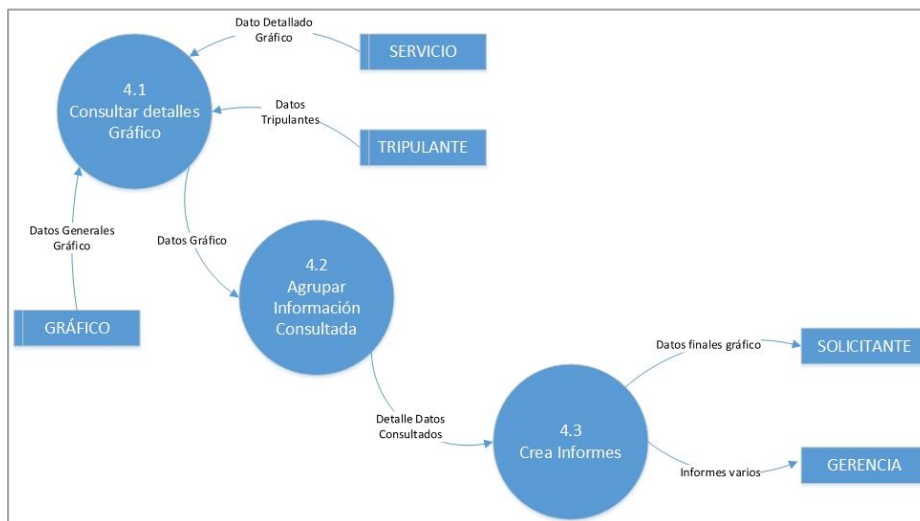 Dato Detallado
Gráfico
SERVICIO
4.1
Consultar detalles
Gráfico
Datos
Tripulantes
TRIPULANTE
Datos Generales
Gráfico
Datos Gráfico
4.2
Agrupar
Información
Consultada
GRÁFICO
Datos finales gráfico
SOLICITANTE
Detalle Datos
Consultados
4.3
Crea Informes
Informes varios
GERENCIA